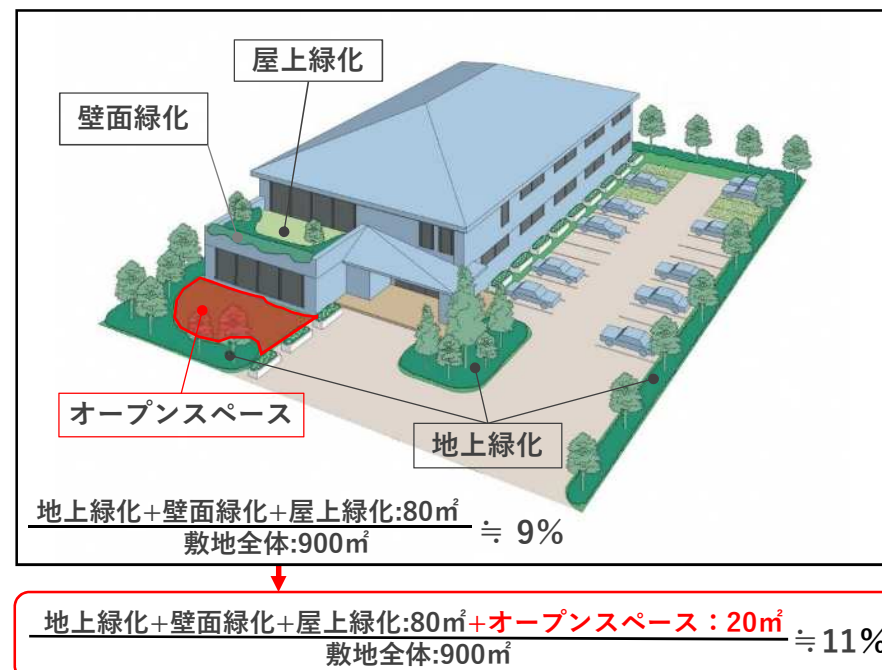 屋上緑化
壁面緑化
オープンスペース
地上緑化
地上緑化+壁面緑化+屋上緑化:80㎡
敷地全体:900㎡
≒ 9%
地上緑化+壁面緑化+屋上緑化:80㎡+オープンスペース：20㎡
敷地全体:900㎡
≒11%